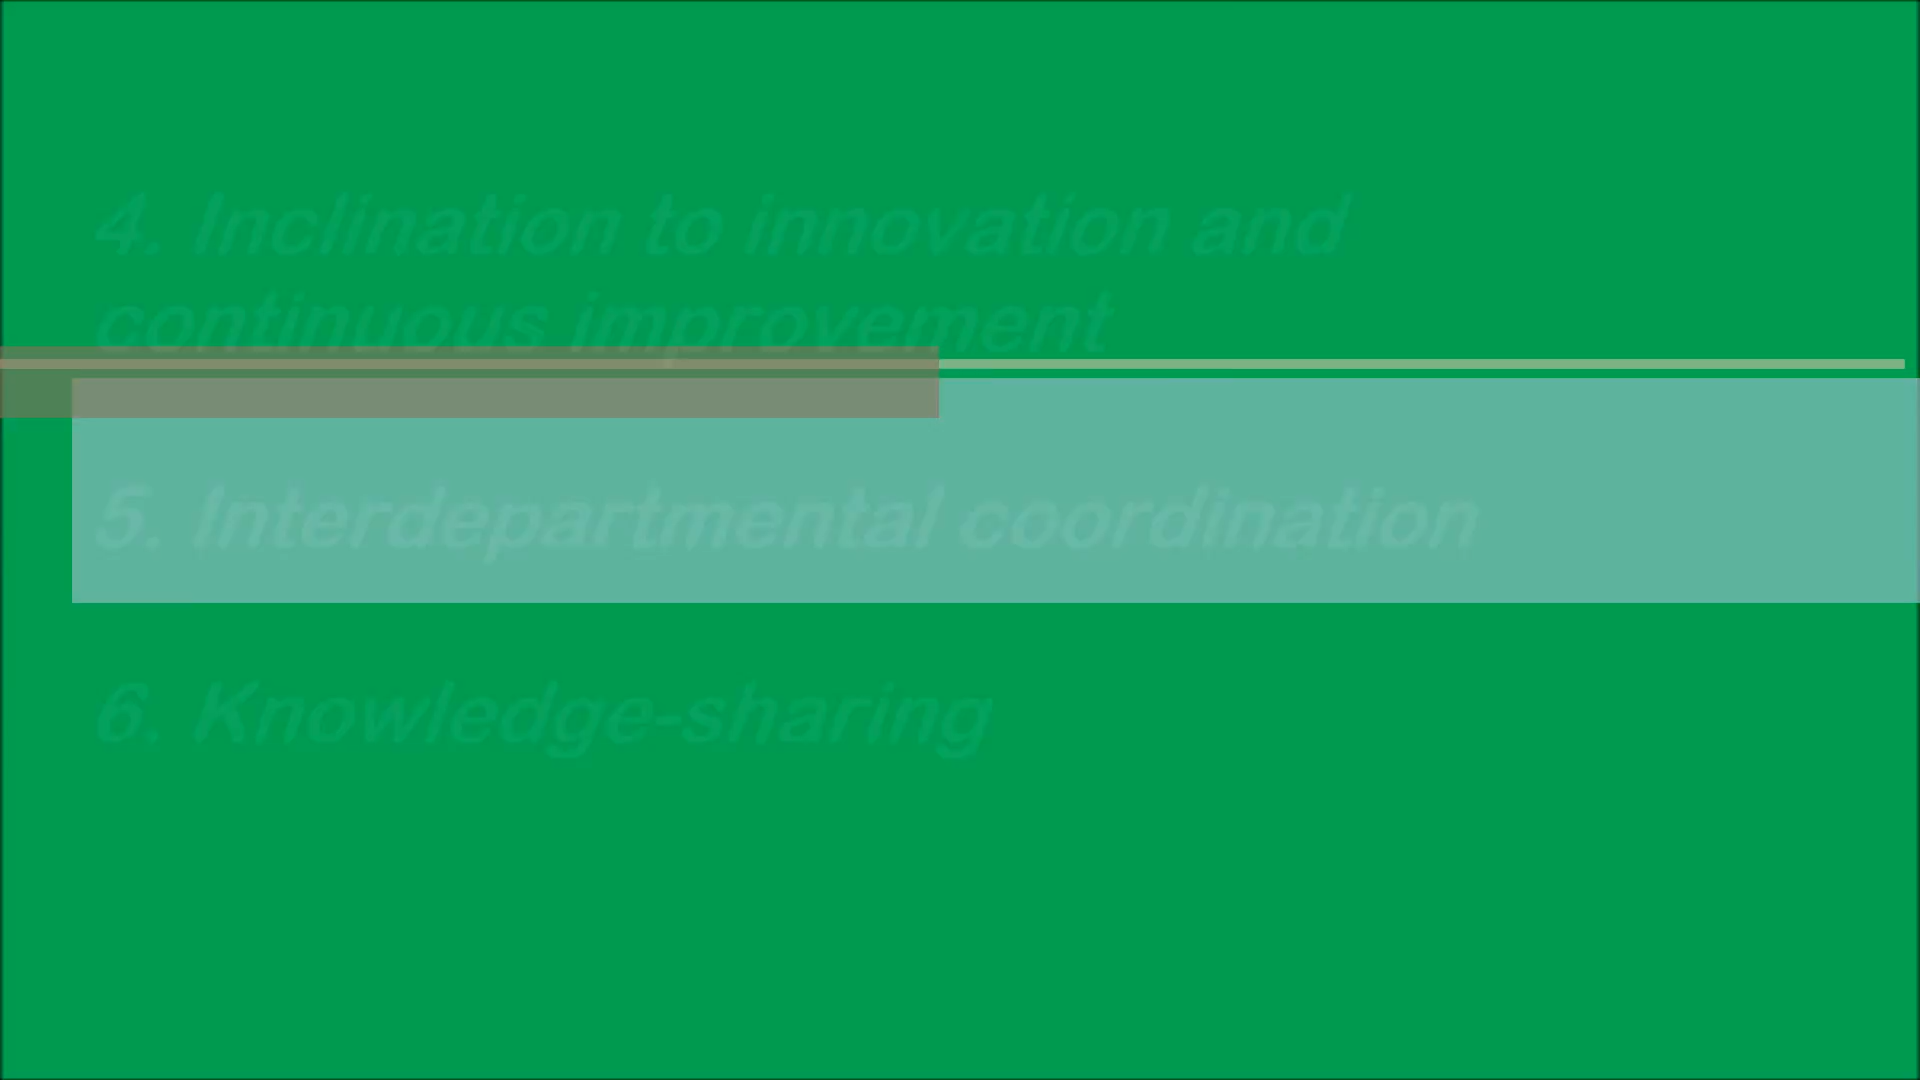 4. Inclination to innovation and
continuous improvement
5. Interdepartmental coordination
6. Knowledge-sharing